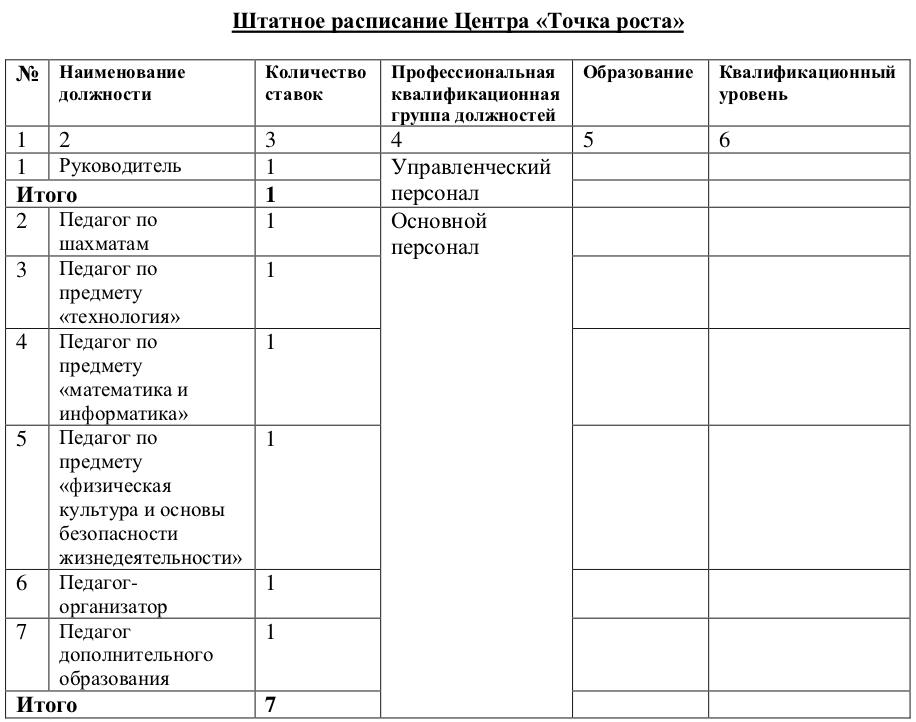 Штатное расписание Центра «Точка роста»
№ Наименование Количество Профессиональная Образование Квалификационный
должности ставок квалификационная уровень
группа должностей
1 2 3 4 5 6
1 Руководитель 1 Управленческий
Итого 1 персонал
2 Педагог по 1 Основной
шахматам персонал
3 Педагог по 1
предмету
«технология»
4 Педагог по 1
предмету
«математика и
информатика»
5 Педагог по 1
предмету
«физическая
культура и основы
безопасности
жизнедеятельности»
6 Педагог- 1
организатор
7 Педагог 1
дополнительного
образования
Итого 7